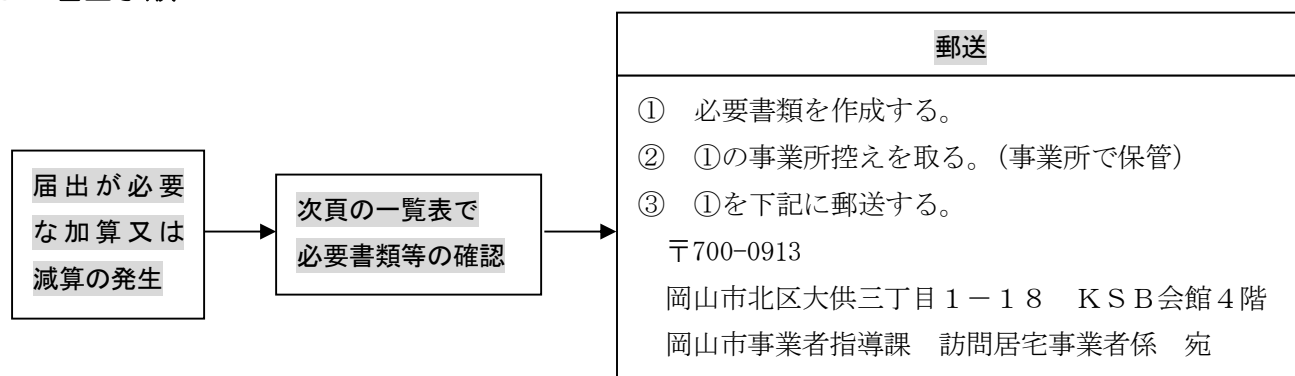 届出が必要
な加算又は
減算の発生
次頁の一覧表で
必要書類等の確認
郵送
① 必要書類を作成する。
② ①の事業所控えを取る。(事業所で保管)
③ ①を下記に郵送する。
〒700-0913
岡山市北区大供三丁目1-18 KSB会館4階
岡山市事業者指導課 訪問居宅事業者係 宛